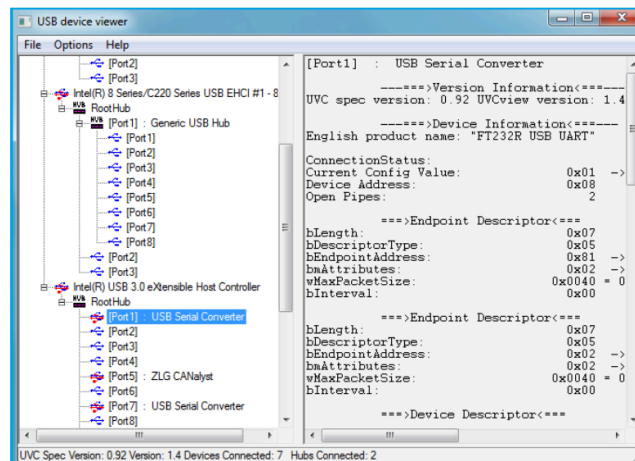 USB device viewer
File Options Help
[Port2]
[Port3]
Intel(R) 8 Series/C220 Series USB EHCI #1 - 8
RootHub
[Port1] : Generic USB Hub
[Port1]
[Port2]
[Port3]
[Port4]
[Port5]
[Port6]
[Port7]
[Port8]
[Port2]
[Port3]
Intel(R) USB 3.0 eXtensible Host Controller
RootHub
[Port1] : USB Serial Converter
[Port2]
[Port3]
[Port4]
[Port5] : ZLG CANalyst
[Port6]
[Port7] : USB Serial Converter
[Port8]
[Port1] : USB Serial Converter
---===>Version Information<===---
UVC spec version: 0.92 UVCview version: 1.4
---===>Device Information<===---
English product name: "FT232R USB UART"
ConnectionStatus:
Current Config Value: 0x01 ->
Device Address: 0x08
Open Pipes: 2
===>Endpoint Descriptor<===
bLength: 0x07
bDescriptorType: 0x05
bEndpointAddress: 0x81 ->
bmAttributes: 0x02 ->
wMaxPacketSize: 0x0040 = 0
bInterval: 0x00
===>Endpoint Descriptor<===
bLength: 0x07
bDescriptorType: 0x05
bEndpointAddress: 0x02 ->
bmAttributes: 0x02 ->
wMaxPacketSize: 0x0040 = 0
bInterval: 0x00
===>Device Descriptor<===
UVC Spec Version: 0.92 Version: 1.4 Devices Connected: 7 Hubs Connected: 2